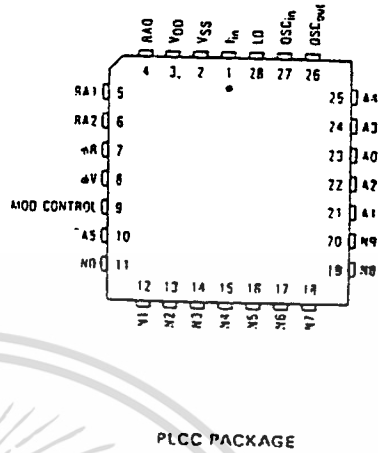 RA0 VDD VSS fin LD OSCin OSCout
4 3 2 1 28 27 26
RA1 5
RA2 6
φR 7
φV 8
MOD CONTROL 9
A5 10
N0 11
25 A4
24 A3
23 A0
22 A2
21 A1
20 N9
19 N8
12 13 14 15 16 17 18
N1 N2 N3 N4 N5 N6 N7
PLCC PACKAGE